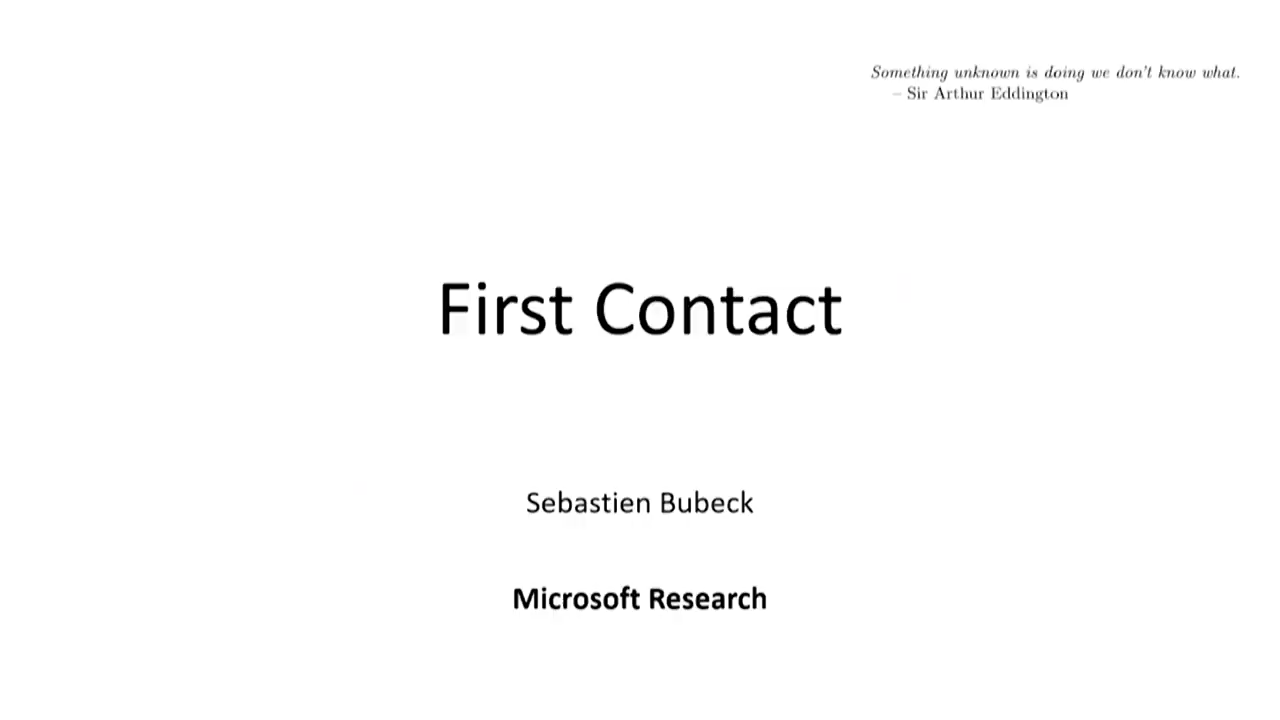 Something unknown is doing we don't know what.
– Sir Arthur Eddington
First Contact
Sebastien Bubeck
Microsoft Research